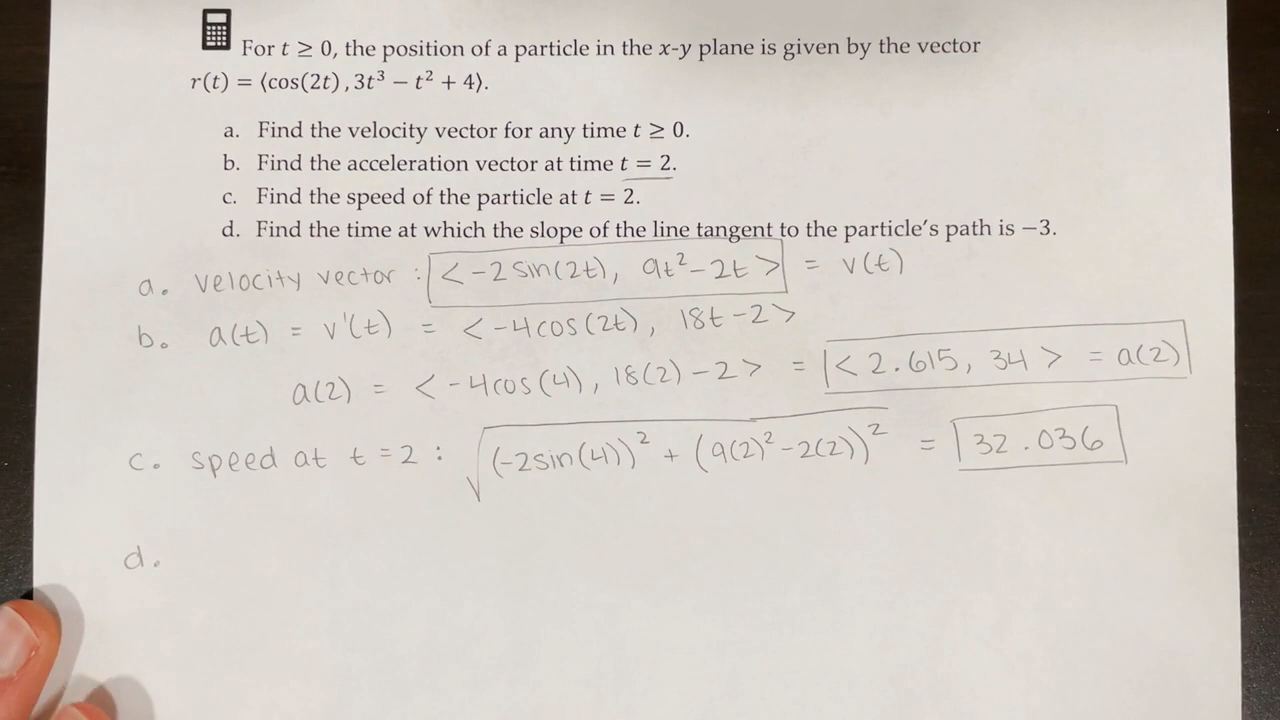 For t ≥ 0, the position of a particle in the x-y plane is given by the vector
r(t) = ⟨cos(2t), 3t³ − t² + 4⟩.
a. Find the velocity vector for any time t ≥ 0.
b. Find the acceleration vector at time t = 2.
c. Find the speed of the particle at t = 2.
d. Find the time at which the slope of the line tangent to the particle's path is −3.
a. velocity vector : <-2 sin(2t), 9t²-2t> = v(t)
b. a(t) = v'(t) = <-4cos(2t), 18t-2>
a(2) = <-4cos(4), 18(2)-2> = <2.615, 34> = a(2)
c. speed at t=2 : √(-2sin(4))² + (9(2)²-2(2))² = 32.036
d.